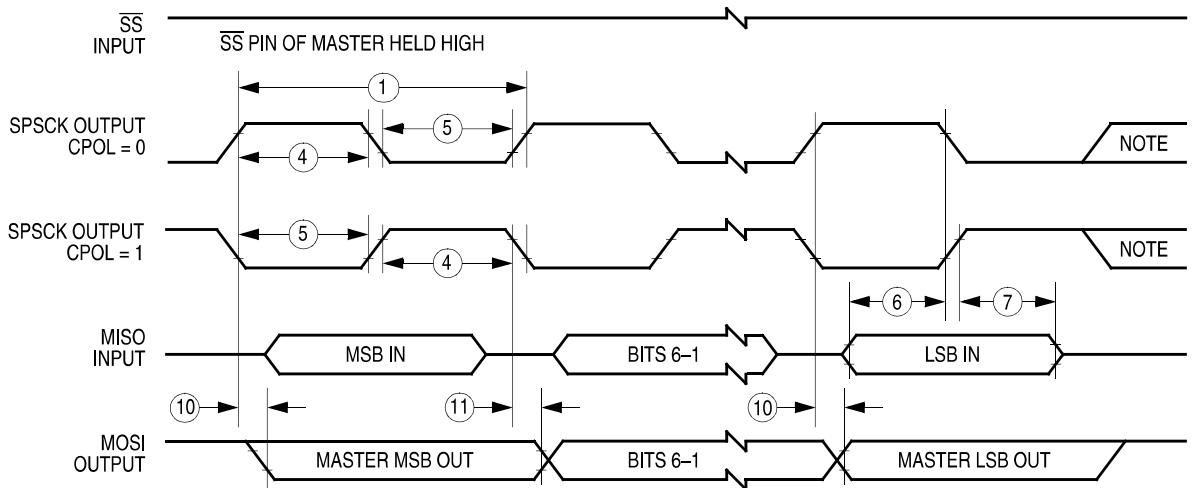 SS
INPUT
SS PIN OF MASTER HELD HIGH
1
SPSCK OUTPUT
CPOL = 0
5
4
NOTE
SPSCK OUTPUT
CPOL = 1
5
4
NOTE
6
7
MISO
INPUT
MSB IN
BITS 6–1
LSB IN
10
11
10
MOSI
OUTPUT
MASTER MSB OUT
BITS 6–1
MASTER LSB OUT